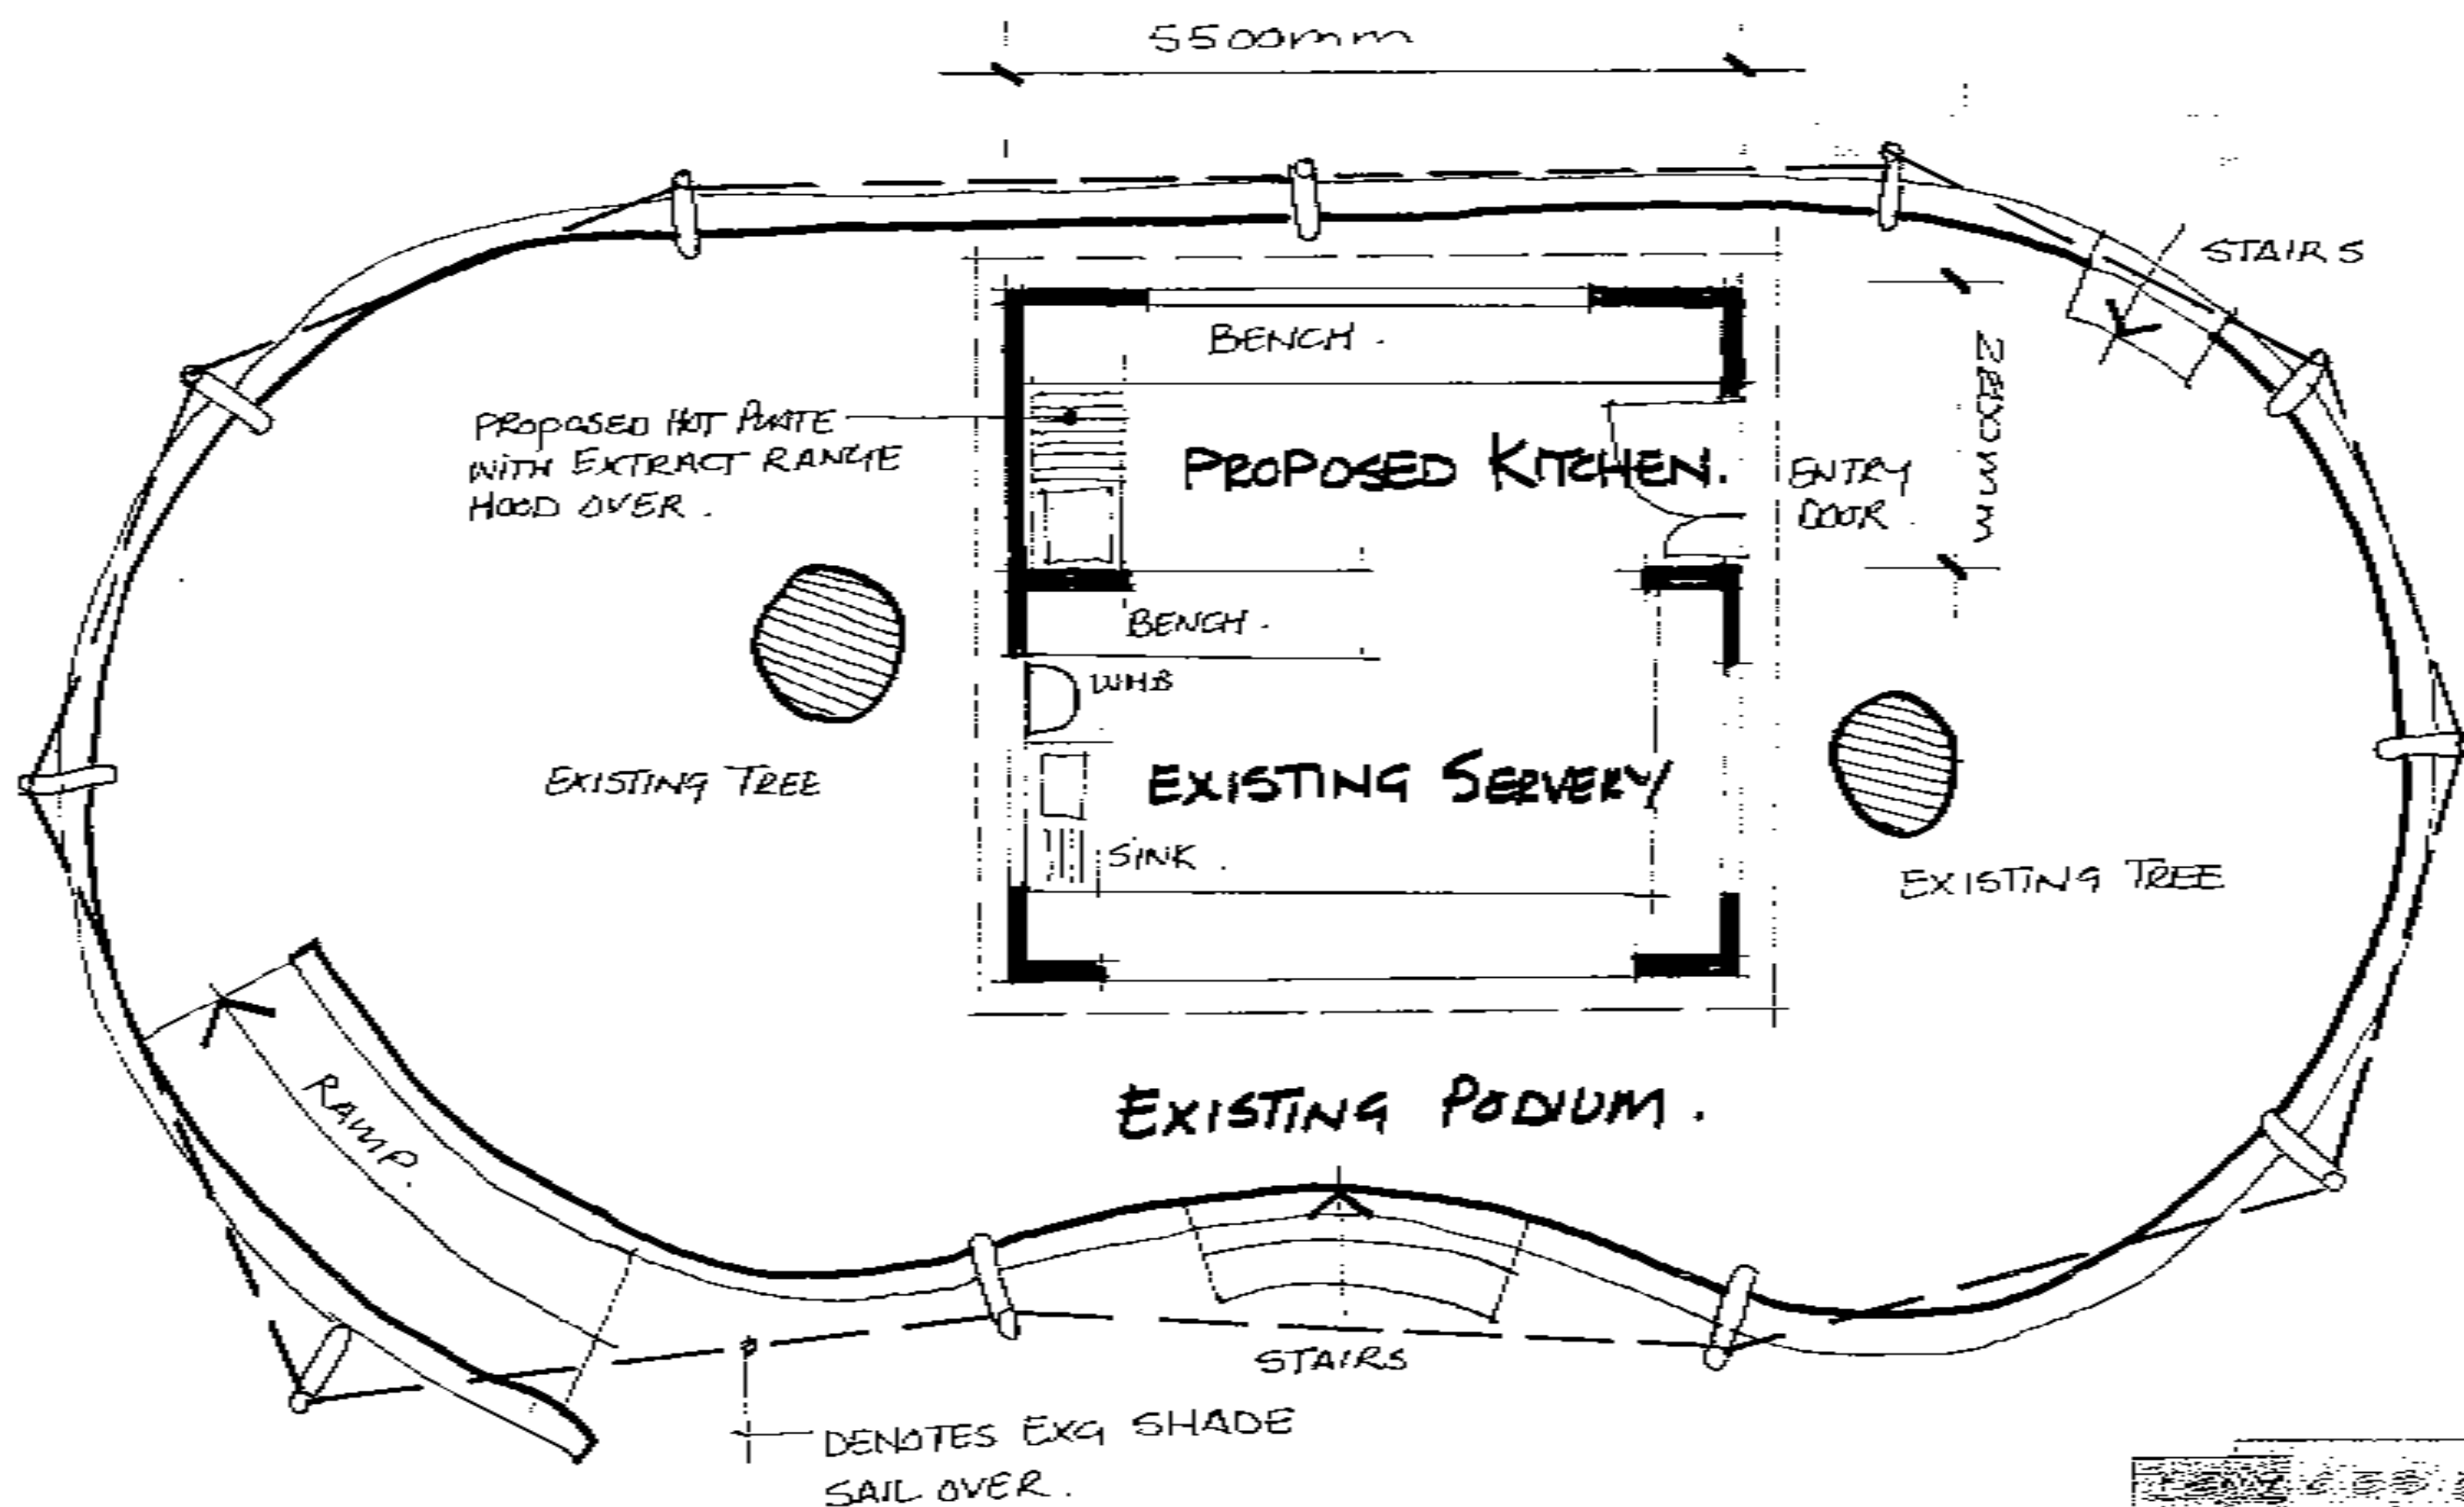 5500mm
STAIRS
BENCH.
PROPOSED HOT PLATE
WITH EXTRACT RANGE
HOOD OVER.
PROPOSED KITCHEN.
ENTRY
DOOR.
BENCH.
WHB
EXISTING TREE
EXISTING SERVERY
SINK.
EXISTING TREE
RAMP.
EXISTING PODIUM.
STAIRS
DENOTES EXG SHADE
SAIL OVER.